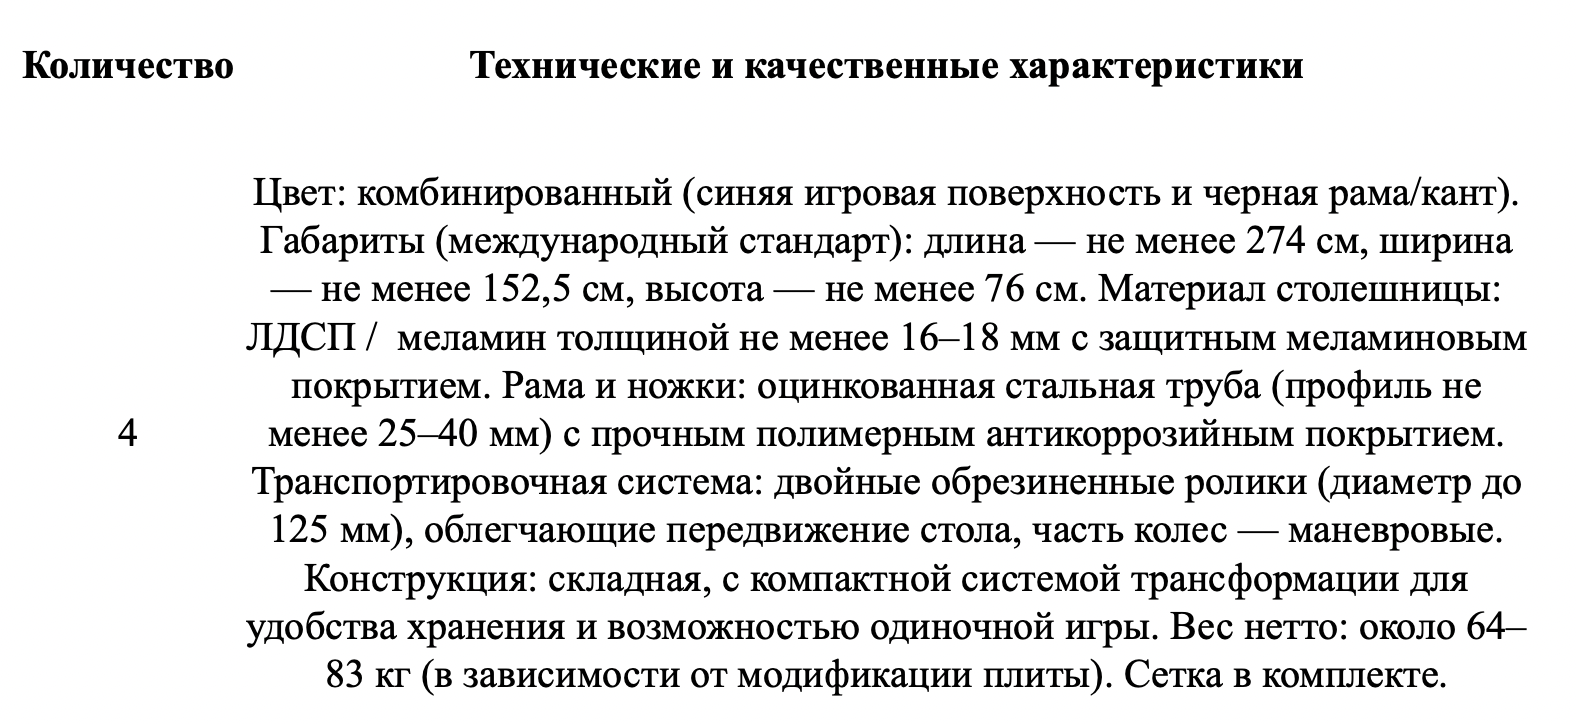 Количество Технические и качественные характеристики
Цвет: комбинированный (синяя игровая поверхность и черная рама/кант).
Габариты (международный стандарт): длина — не менее 274 см, ширина
— не менее 152,5 см, высота — не менее 76 см. Материал столешницы:
ЛДСП /  меламин толщиной не менее 16–18 мм с защитным меламиновым
покрытием. Рама и ножки: оцинкованная стальная труба (профиль не
4 менее 25–40 мм) с прочным полимерным антикоррозийным покрытием.
Транспортировочная система: двойные обрезиненные ролики (диаметр до
125 мм), облегчающие передвижение стола, часть колес — маневровые.
Конструкция: складная, с компактной системой трансформации для
удобства хранения и возможностью одиночной игры. Вес нетто: около 64–
83 кг (в зависимости от модификации плиты). Сетка в комплекте.